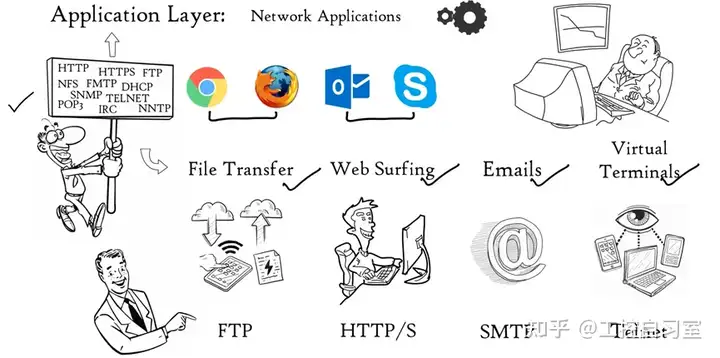 Application Layer: Network Applications
HTTP HTTPS FTP
NFS FMTP DHCP
SNMP TELNET
POP3 IRC NNTP
File Transfer Web Surfing Emails Virtual Terminals
FTP HTTP/S SMTP Telnet
知乎 @工控自习室